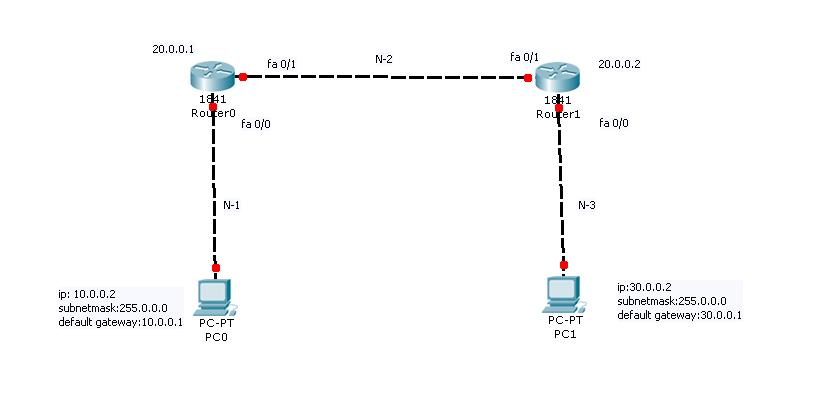 20.0.0.1
fa 0/1
N-2
fa 0/1
20.0.0.2
1841
Router0
fa 0/0
1841
Router1
fa 0/0
N-1
N-3
ip: 10.0.0.2
subnetmask:255.0.0.0
default gateway:10.0.0.1
PC-PT
PC0
PC-PT
PC1
ip:30.0.0.2
subnetmask:255.0.0.0
default gateway:30.0.0.1